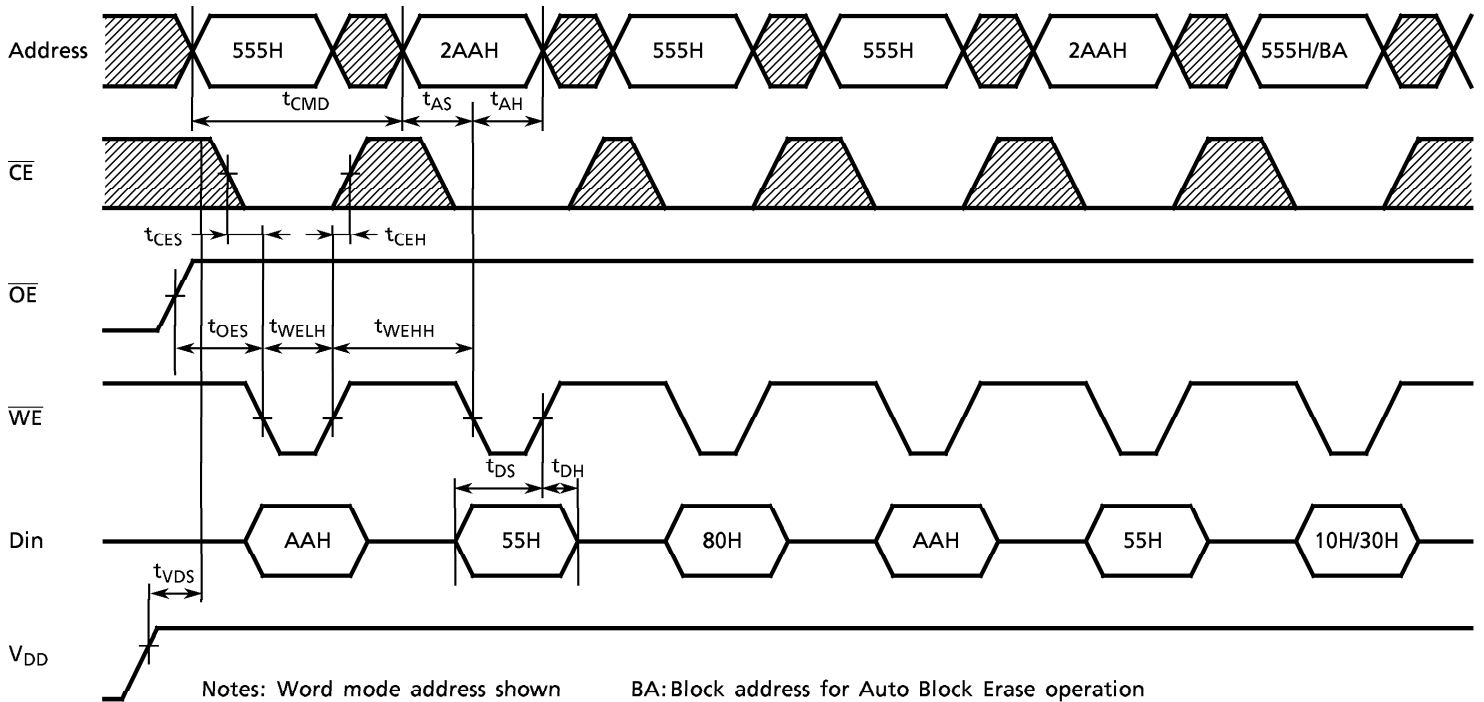 Address 555H 2AAH 555H 555H 2AAH 555H/BA
tCMD tAS tAH
CE
tCES tCEH
OE
tOES tWELH tWEHH
WE
tDS tDH
Din AAH 55H 80H AAH 55H 10H/30H
tVDS
VDD
Notes: Word mode address shown BA: Block address for Auto Block Erase operation